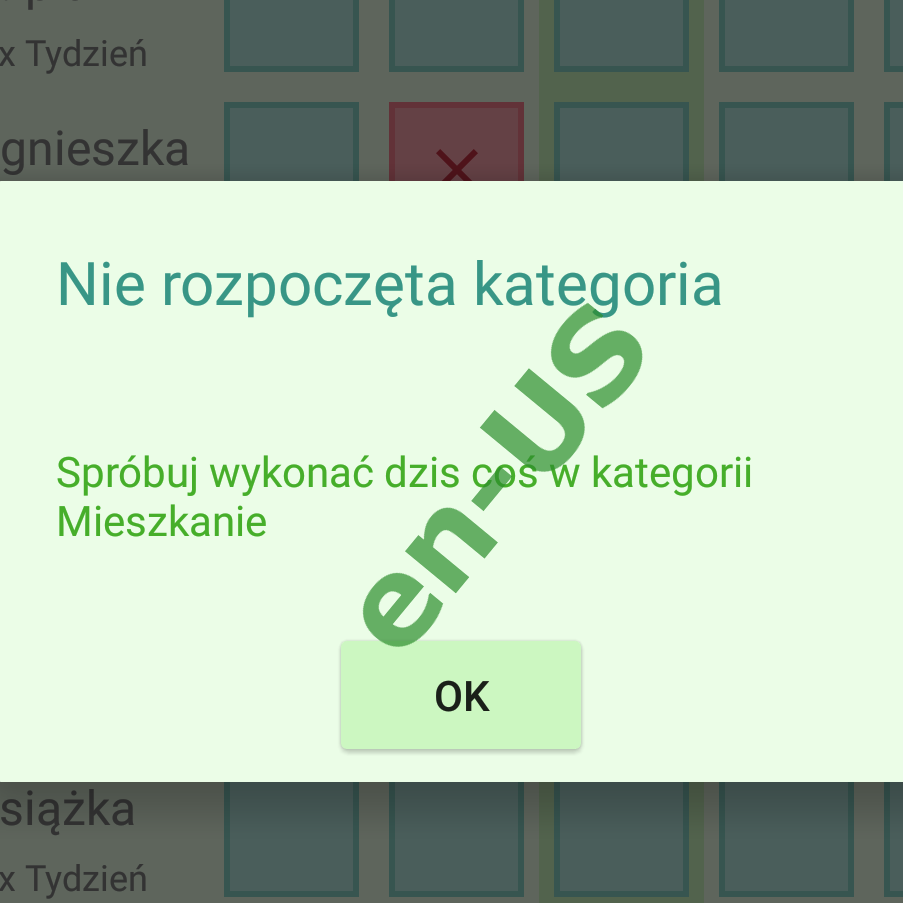 x Tydzień
gnieszka
Nie rozpoczęta kategoria
Spróbuj wykonać dzis coś w kategorii
Mieszkanie
en-US
OK
siążka
x Tydzień